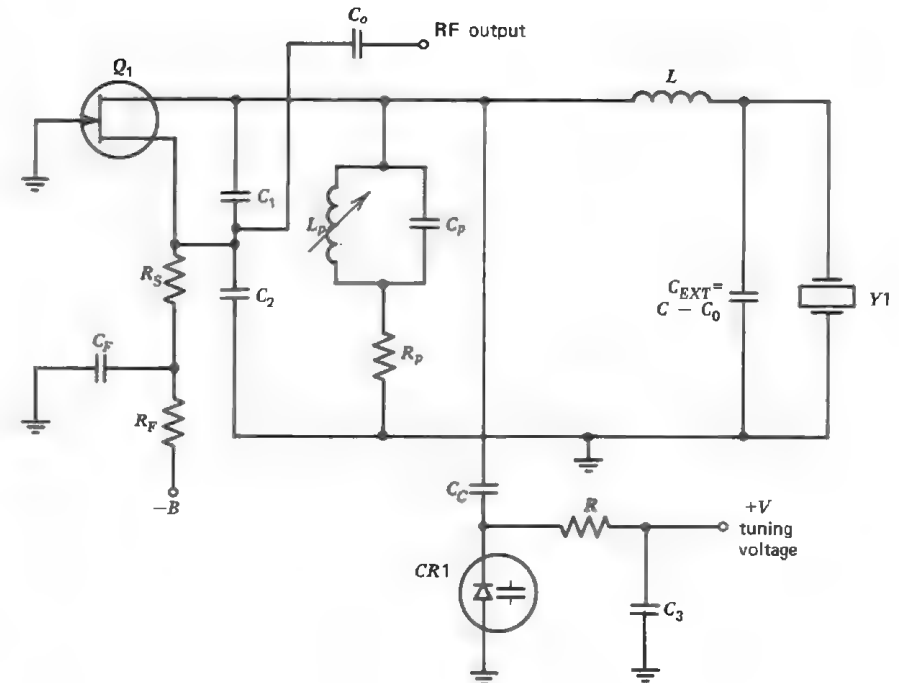 C₀
RF output
Q₁
L
C₁
Lₚ
Cₚ
R_S
C₂
C_EXT =
C − C₀
Y1
C_F
Rₚ
R_F
−B
C_C
R
+V
tuning
voltage
CR1
C₃